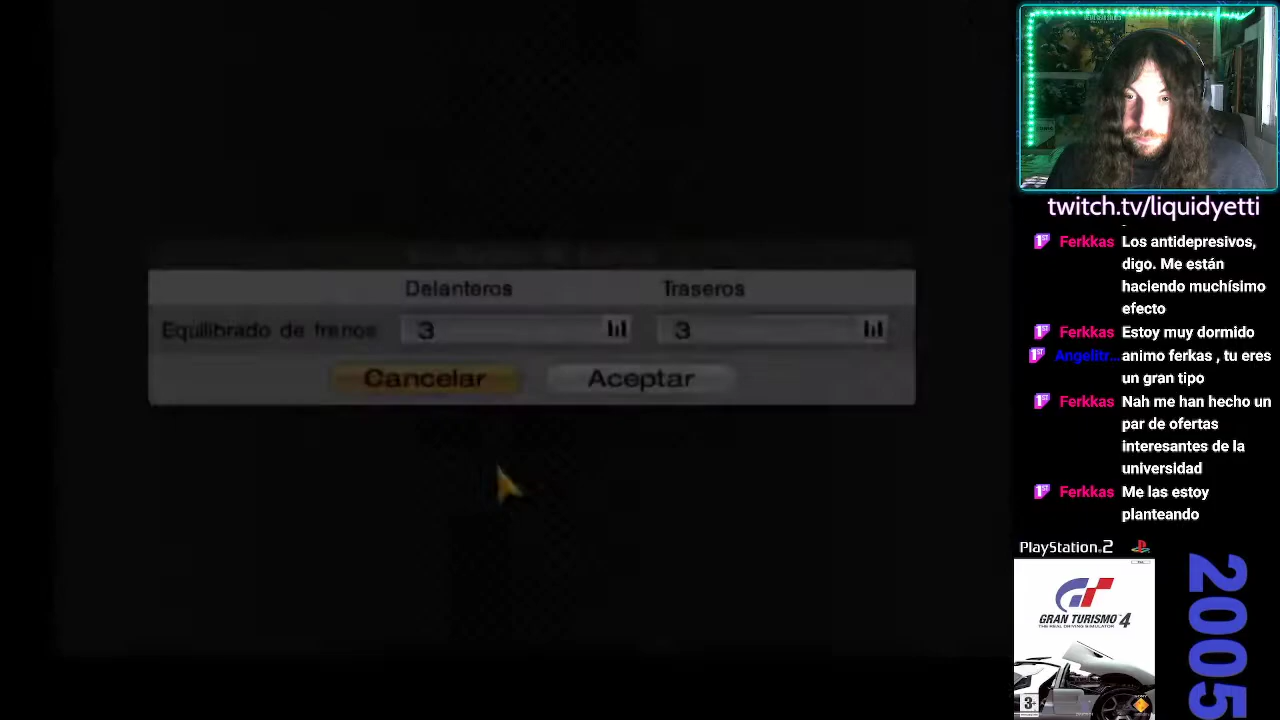 Delanteros Traseros
Equilibrado de frenos 3 3
Cancelar Aceptar
twitch.tv/liquidyetti
Ferkkas Los antidepresivos,
digo. Me están
haciendo muchísimo
efecto
Ferkkas Estoy muy dormido
Angelitr... animo ferkas , tu eres
un gran tipo
Ferkkas Nah me han hecho un
par de ofertas
interesantes de la
universidad
Ferkkas Me las estoy
planteando
PlayStation.2
GRAN TURISMO 4
THE REAL DRIVING SIMULATOR
3+
SONY
2005